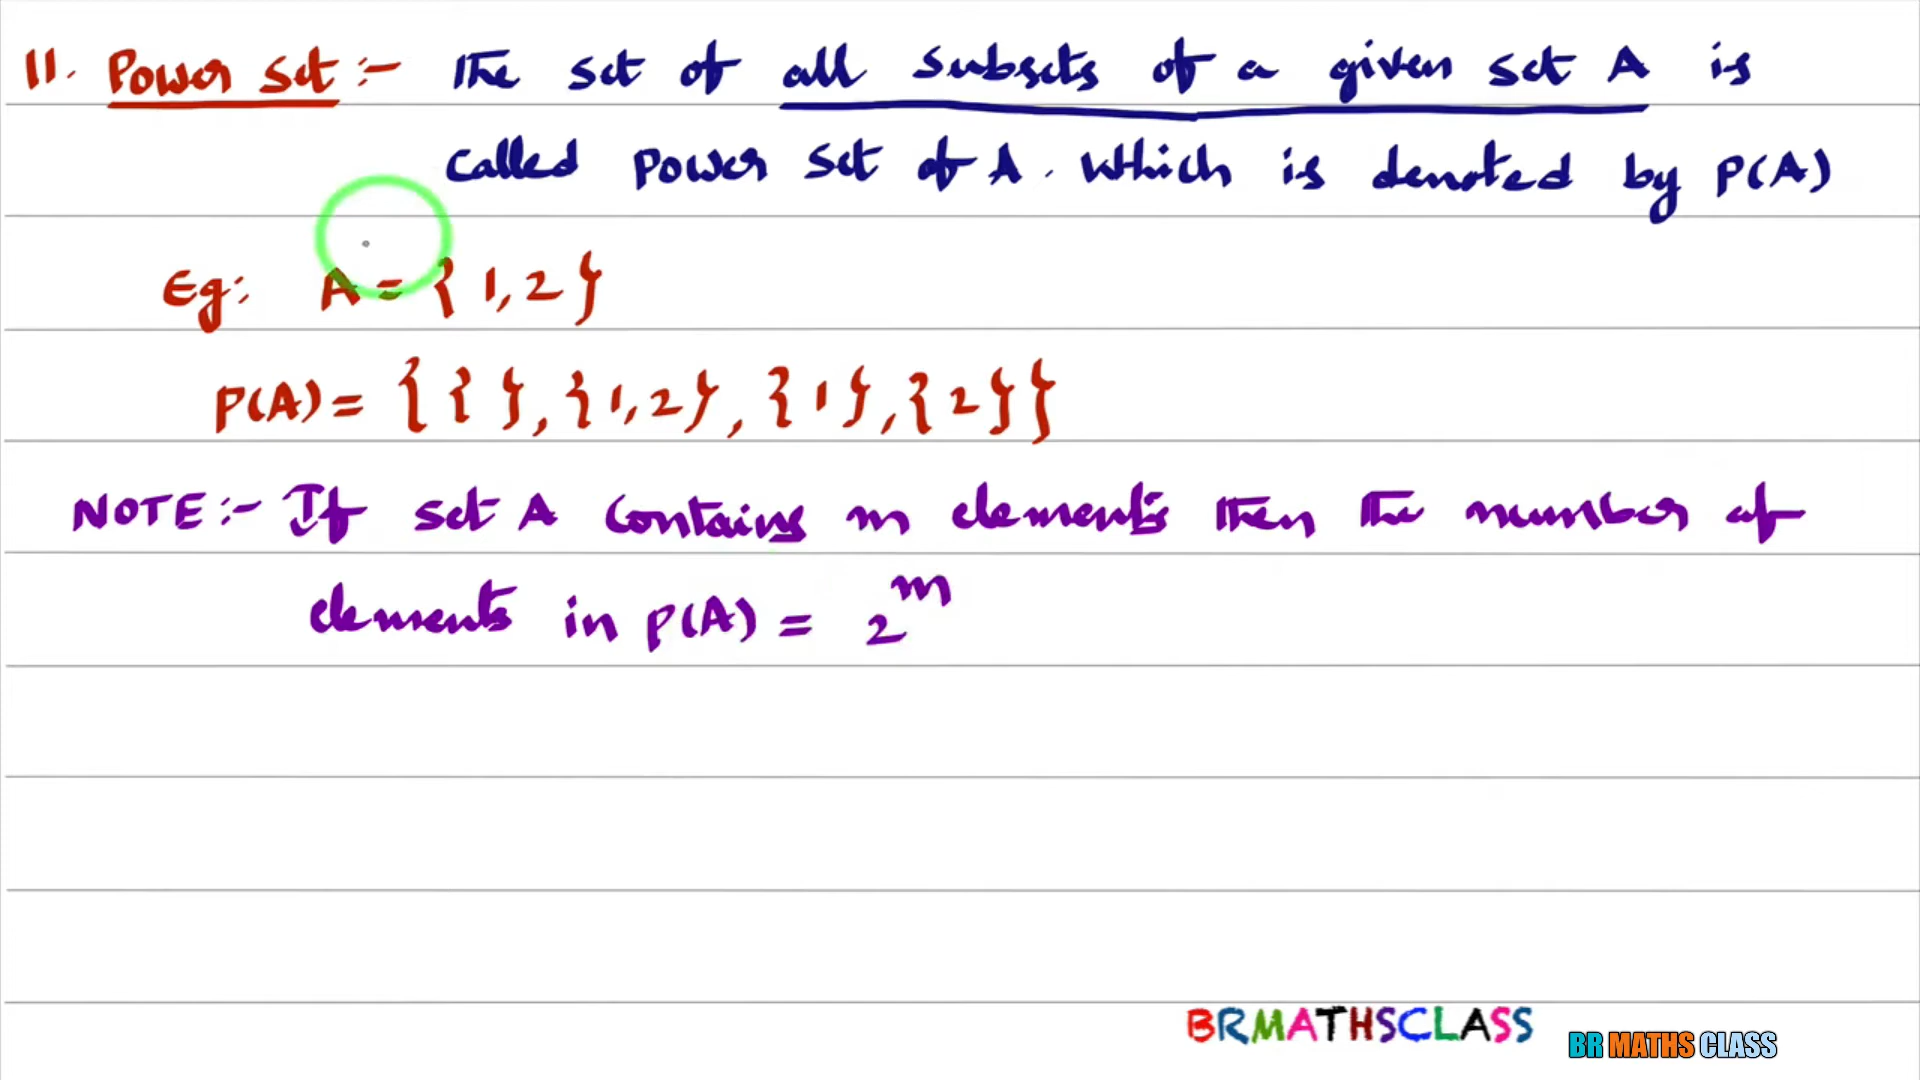 11. Power set :- The set of all subsets of a given set A is
called power set of A. which is denoted by P(A)
Eg: A = { 1, 2 }
P(A) = { { }, { 1, 2 }, { 1 }, { 2 } }
NOTE :- If set A contains m elements then the number of
elements in P(A) = 2^m
BRMATHSCLASS
BR MATHS CLASS